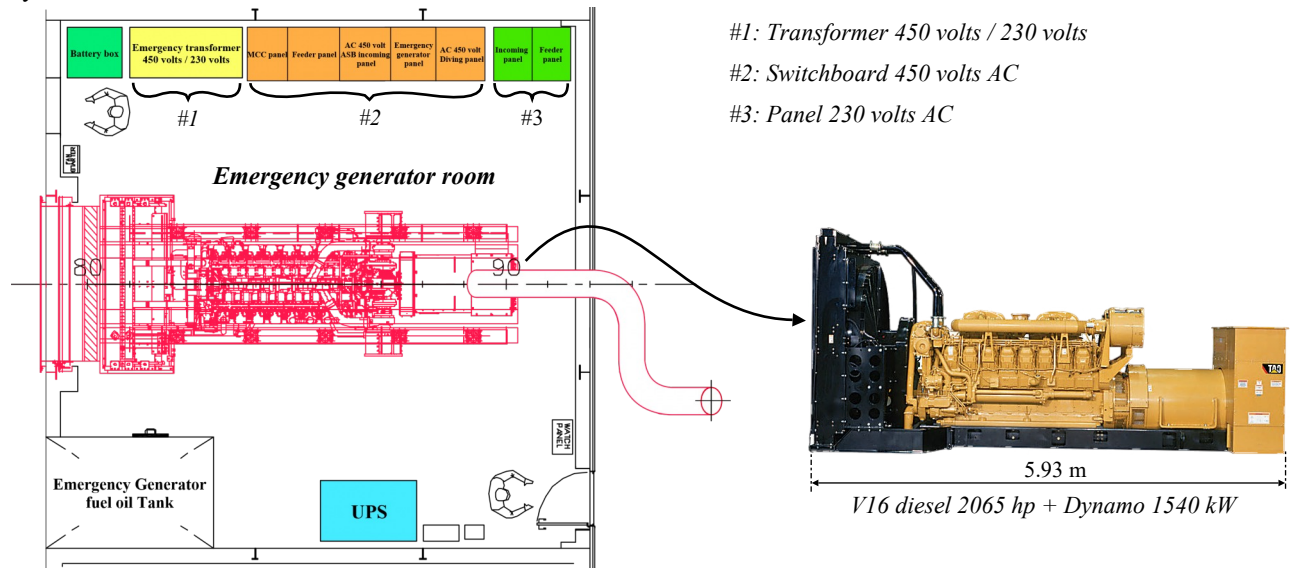 Battery box
Emergency transformer
450 volts / 230 volts
MCC panel
Feeder panel
AC 450 volt
ASB incoming
panel
Emergency
generator
panel
AC 450 volt
Diving panel
Incoming
panel
Feeder
panel
#1
#2
#3
#1: Transformer 450 volts / 230 volts
#2: Switchboard 450 volts AC
#3: Panel 230 volts AC
FAN
STARTER
Emergency generator room
80
90
CAT
5.93 m
V16 diesel 2065 hp + Dynamo 1540 kW
WATCH
PANEL
Emergency Generator
fuel oil Tank
UPS